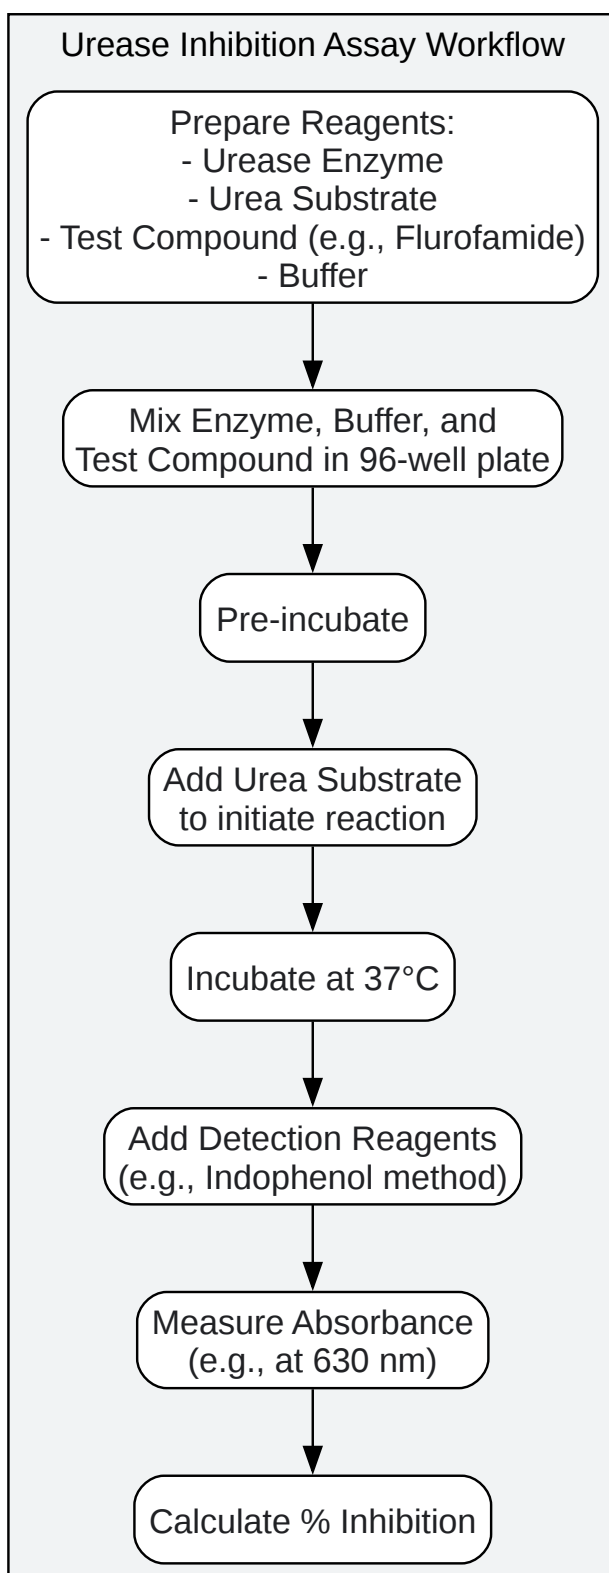 Urease Inhibition Assay Workflow
Prepare Reagents:
- Urease Enzyme
- Urea Substrate
- Test Compound (e.g., Flurofamide)
- Buffer
Mix Enzyme, Buffer, and
Test Compound in 96-well plate
Pre-incubate
Add Urea Substrate
to initiate reaction
Incubate at 37°C
Add Detection Reagents
(e.g., Indophenol method)
Measure Absorbance
(e.g., at 630 nm)
Calculate % Inhibition